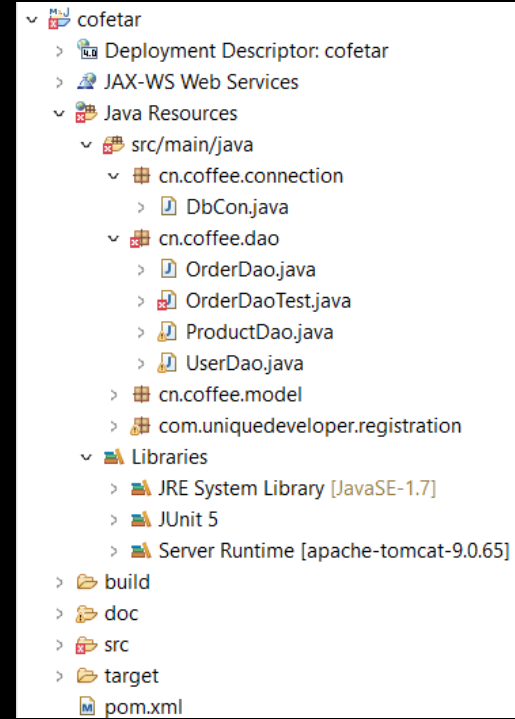 cofetar
Deployment Descriptor: cofetar
JAX-WS Web Services
Java Resources
src/main/java
cn.coffee.connection
DbCon.java
cn.coffee.dao
OrderDao.java
OrderDaoTest.java
ProductDao.java
UserDao.java
cn.coffee.model
com.uniquedeveloper.registration
Libraries
JRE System Library [JavaSE-1.7]
JUnit 5
Server Runtime [apache-tomcat-9.0.65]
build
doc
src
target
pom.xml